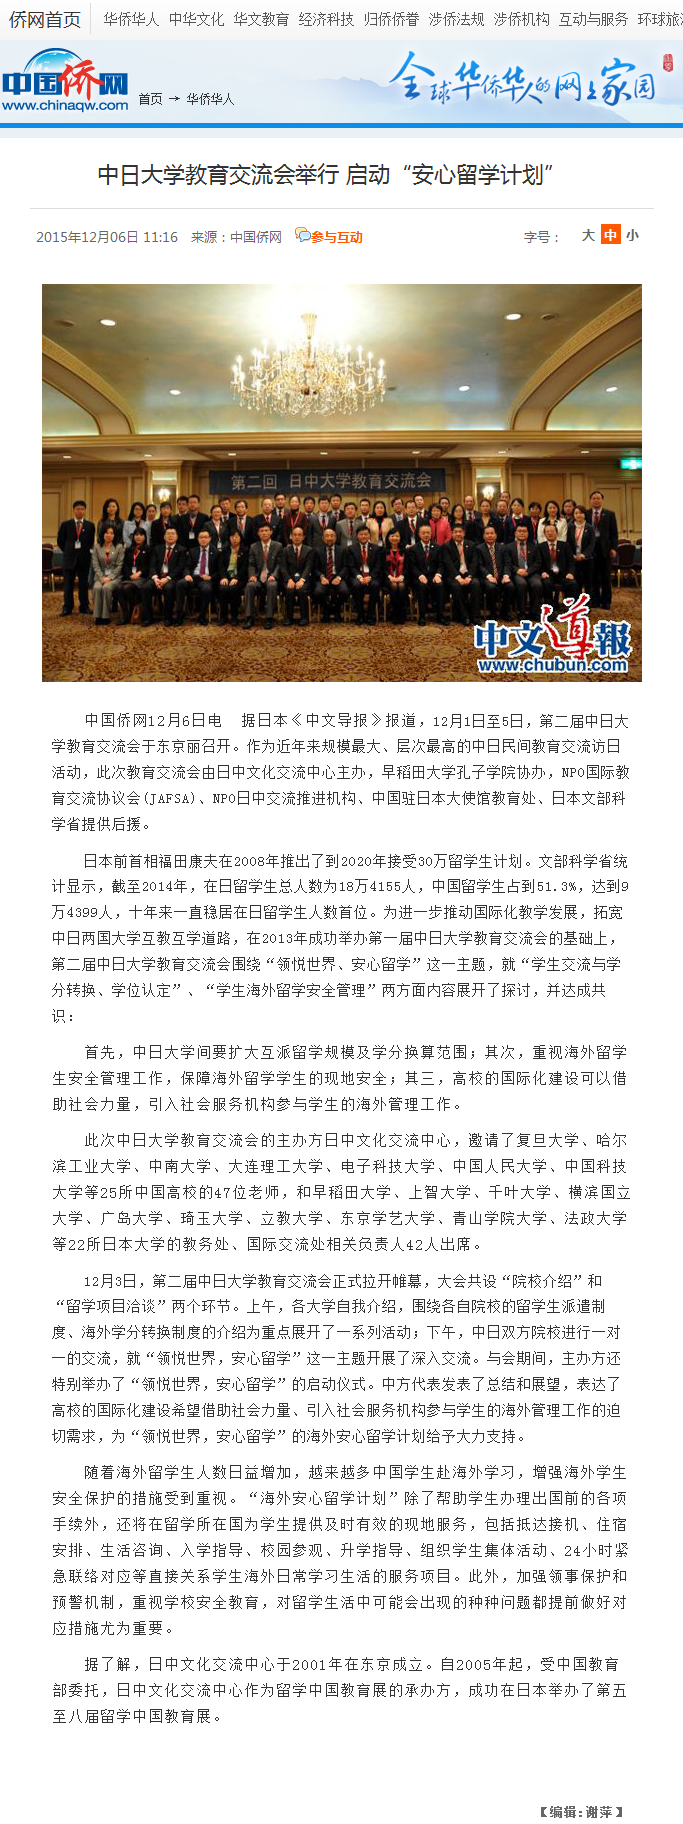 侨网首页 华侨华人 中华文化 华文教育 经济科技 归侨侨眷 涉侨法规 涉侨机构 互动与服务 环球旅
中国侨网
www.chinaqw.com
首页 → 华侨华人
全球华侨华人的网上家园
中日大学教育交流会举行 启动“安心留学计划”
2015年12月06日 11:16 来源：中国侨网 参与互动 字号： 大 中 小
第二回 日中大学教育交流会
中文導報
www.chubun.com
中国侨网12月6日电 据日本《中文导报》报道，12月1日至5日，第二届中日大
学教育交流会于东京丽召开。作为近年来规模最大、层次最高的中日民间教育交流访日
活动，此次教育交流会由日中文化交流中心主办，早稻田大学孔子学院协办，NPO国际教
育交流协议会(JAFSA)、NPO日中交流推进机构、中国驻日本大使馆教育处、日本文部科
学省提供后援。
日本前首相福田康夫在2008年推出了到2020年接受30万留学生计划。文部科学省统
计显示，截至2014年，在日留学生总人数为18万4155人，中国留学生占到51.3%，达到9
万4399人，十年来一直稳居在日留学生人数首位。为进一步推动国际化教学发展，拓宽
中日两国大学互教互学道路，在2013年成功举办第一届中日大学教育交流会的基础上，
第二届中日大学教育交流会围绕“领悦世界、安心留学”这一主题，就“学生交流与学
分转换、学位认定”、“学生海外留学安全管理”两方面内容展开了探讨，并达成共
识：
首先，中日大学间要扩大互派留学规模及学分换算范围；其次，重视海外留学
生安全管理工作，保障海外留学学生的现地安全；其三，高校的国际化建设可以借
助社会力量，引入社会服务机构参与学生的海外管理工作。
此次中日大学教育交流会的主办方日中文化交流中心，邀请了复旦大学、哈尔
滨工业大学、中南大学、大连理工大学、电子科技大学、中国人民大学、中国科技
大学等25所中国高校的47位老师，和早稻田大学、上智大学、千叶大学、横滨国立
大学、广岛大学、琦玉大学、立教大学、东京学艺大学、青山学院大学、法政大学
等22所日本大学的教务处、国际交流处相关负责人42人出席。
12月3日，第二届中日大学教育交流会正式拉开帷幕，大会共设“院校介绍”和
“留学项目洽谈”两个环节。上午，各大学自我介绍，围绕各自院校的留学生派遣制
度、海外学分转换制度的介绍为重点展开了一系列活动；下午，中日双方院校进行一对
一的交流，就“领悦世界，安心留学”这一主题开展了深入交流。与会期间，主办方还
特别举办了“领悦世界，安心留学”的启动仪式。中方代表发表了总结和展望，表达了
高校的国际化建设希望借助社会力量、引入社会服务机构参与学生的海外管理工作的迫
切需求，为“领悦世界，安心留学”的海外安心留学计划给予大力支持。
随着海外留学生人数日益增加，越来越多中国学生赴海外学习，增强海外学生
安全保护的措施受到重视。“海外安心留学计划”除了帮助学生办理出国前的各项
手续外，还将在留学所在国为学生提供及时有效的现地服务，包括抵达接机、住宿
安排、生活咨询、入学指导、校园参观、升学指导、组织学生集体活动、24小时紧
急联络对应等直接关系学生海外日常学习生活的服务项目。此外，加强领事保护和
预警机制，重视学校安全教育，对留学生活中可能会出现的种种问题都提前做好对
应措施尤为重要。
据了解，日中文化交流中心于2001年在东京成立。自2005年起，受中国教育
部委托，日中文化交流中心作为留学中国教育展的承办方，成功在日本举办了第五
至八届留学中国教育展。
【编辑：谢萍】